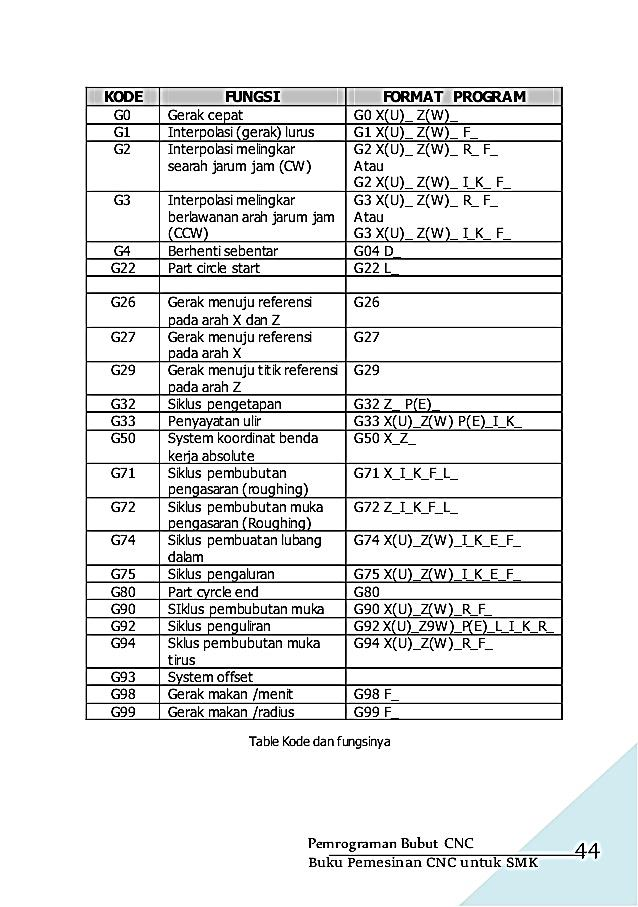 KODE FUNGSI FORMAT PROGRAM
G0 Gerak cepat G0 X(U)_ Z(W)_
G1 Interpolasi (gerak) lurus G1 X(U)_ Z(W)_ F_
G2 Interpolasi melingkar G2 X(U)_ Z(W)_ R_ F_
searah jarum jam (CW) Atau
G2 X(U)_ Z(W)_ I_K_ F_
G3 Interpolasi melingkar G3 X(U)_ Z(W)_ R_ F_
berlawanan arah jarum jam Atau
(CCW) G3 X(U)_ Z(W)_ I_K_ F_
G4 Berhenti sebentar G04 D_
G22 Part circle start G22 L_
G26 Gerak menuju referensi G26
pada arah X dan Z
G27 Gerak menuju referensi G27
pada arah X
G29 Gerak menuju titik referensi G29
pada arah Z
G32 Siklus pengetapan G32 Z_ P(E)_
G33 Penyayatan ulir G33 X(U)_Z(W) P(E)_I_K_
G50 System koordinat benda G50 X_Z_
kerja absolute
G71 Siklus pembubutan G71 X_I_K_F_L_
pengasaran (roughing)
G72 Siklus pembubutan muka G72 Z_I_K_F_L_
pengasaran (Roughing)
G74 Siklus pembuatan lubang G74 X(U)_Z(W)_I_K_E_F_
dalam
G75 Siklus pengaluran G75 X(U)_Z(W)_I_K_E_F_
G80 Part cyrcle end G80
G90 SIklus pembubutan muka G90 X(U)_Z(W)_R_F_
G92 Siklus penguliran G92 X(U)_Z9W)_P(E)_L_I_K_R_
G94 Sklus pembubutan muka G94 X(U)_Z(W)_R_F_
tirus
G93 System offset
G98 Gerak makan /menit G98 F_
G99 Gerak makan /radius G99 F_
Table Kode dan fungsinya
Pemrograman Bubut CNC
Buku Pemesinan CNC untuk SMK
44